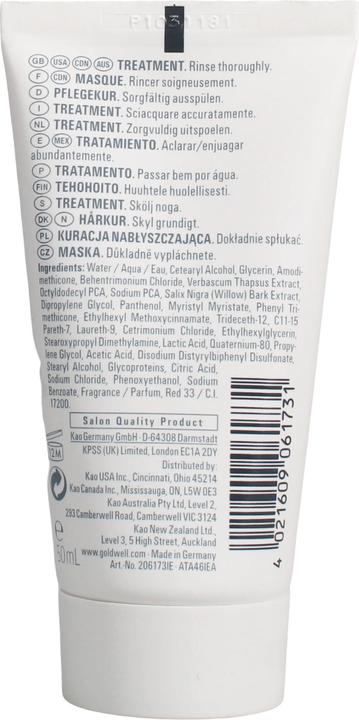 P1031181
GB USA CDN AUS TREATMENT. Rinse thoroughly.
F CDN MASQUE. Rincer soigneusement.
D PFLEGEKUR. Sorgfältig ausspülen.
I TREATMENT. Sciacquare accuratamente.
NL TREATMENT. Zorgvuldig uitspoelen.
E MEX TRATAMIENTO. Aclarar/enjuagar
abundantemente.
P TRATAMENTO. Passar bem por água.
FIN TEHOHOITO. Huuhtele huolellisesti.
S TREATMENT. Skölj noga.
DK N HÅRKUR. Skyl grundigt.
PL KURACJA NABŁYSZCZAJĄCA. Dokładnie spłukać.
CZ MASKA. Důkladně vypláchnete.
Ingredients: Water / Aqua / Eau, Cetearyl Alcohol, Glycerin, Amodi-
methicone, Behentrimonium Chloride, Verbascum Thapsus Extract,
Octyldodecyl PCA, Sodium PCA, Salix Nigra (Willow) Bark Extract,
Dipropylene Glycol, Panthenol, Myristyl Myristate, Phenyl Tri-
methicone, Ethylhexyl Methoxycinnamate, Trideceth-12, C11-15
Pareth-7, Laureth-9, Cetrimonium Chloride, Ethylhexylglycerin,
Stearoxypropyl Dimethylamine, Lactic Acid, Quaternium-80, Propy-
lene Glycol, Acetic Acid, Disodium Distyrylbiphenyl Disulfonate,
Stearyl Alcohol, Glycoproteins, Citric Acid,
Sodium Chloride, Phenoxyethanol, Sodium
Benzoate, Fragrance / Parfum, Red 33 / C.I.
17200.
Salon Quality Product
Kao Germany GmbH · D-64308 Darmstadt
KPSS (UK) Limited, London EC1A 2DY
Distributed by:
Kao USA Inc., Cincinnati, Ohio 45214
Kao Canada Inc., Mississauga, ON, L5W 0E3
Kao Australia Pty Ltd, Level 2,
293 Camberwell Road, Camberwell VIC 3124
Kao New Zealand Ltd.,
Level 3, 5 High Street, Auckland
www.goldwell.com · Made in Germany
Art.-No. 206173IE · ATA46IEA
12M
e
50mL
4 021609 061731